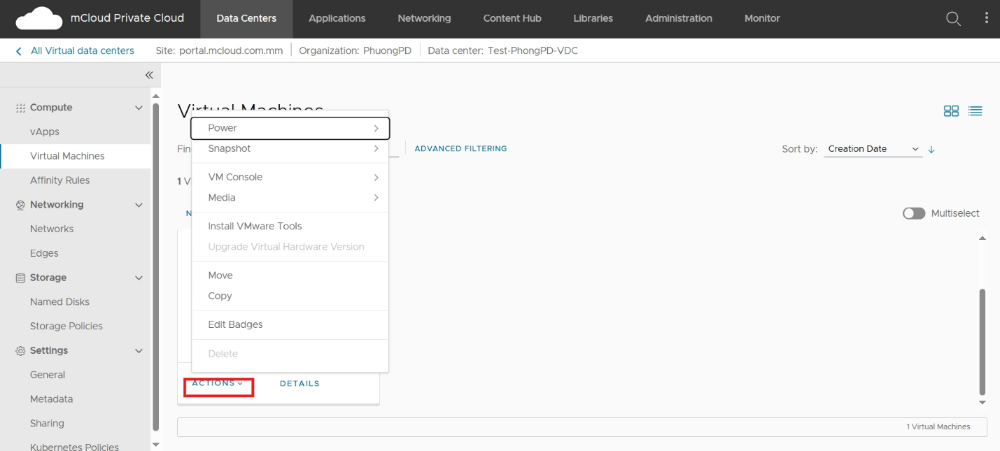 mCloud Private Cloud
Data Centers
Applications
Networking
Content Hub
Libraries
Administration
Monitor
All Virtual data centers
Site: portal.mcloud.com.mm
Organization: PhuongPD
Data center: Test-PhongPD-VDC
Compute
vApps
Virtual Machines
Affinity Rules
Networking
Networks
Edges
Storage
Named Disks
Storage Policies
Settings
General
Metadata
Sharing
Kubernetes Policies
Virtual Machines
Fin
ADVANCED FILTERING
Sort by: Creation Date
1 V
N
Multiselect
Power
Snapshot
VM Console
Media
Install VMware Tools
Upgrade Virtual Hardware Version
Move
Copy
Edit Badges
Delete
ACTIONS
DETAILS
1 Virtual Machines